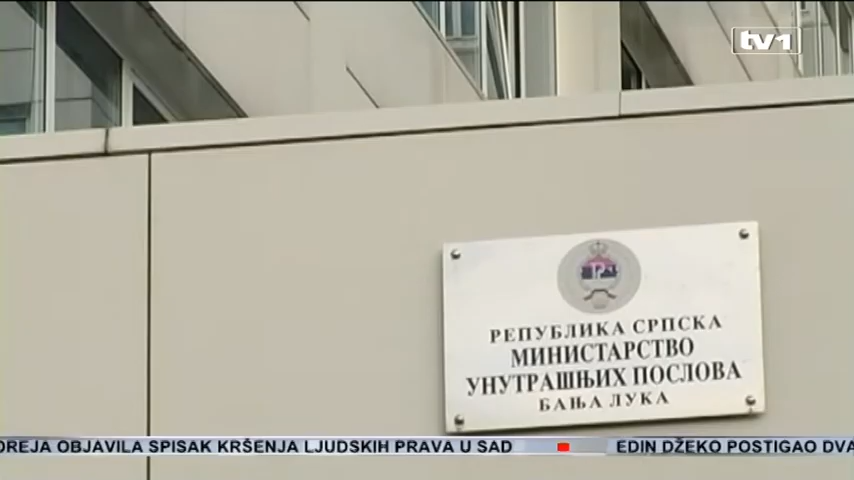 tv1
РЕПУБЛИКА СРПСКА
МИНИСТАРСТВО
УНУТРАШЊИХ ПОСЛОВА
БАЊА ЛУКА
OREJA OBJAVILA SPISAK KRŠENJA LJUDSKIH PRAVA U SAD EDIN DŽEKO POSTIGAO DVA